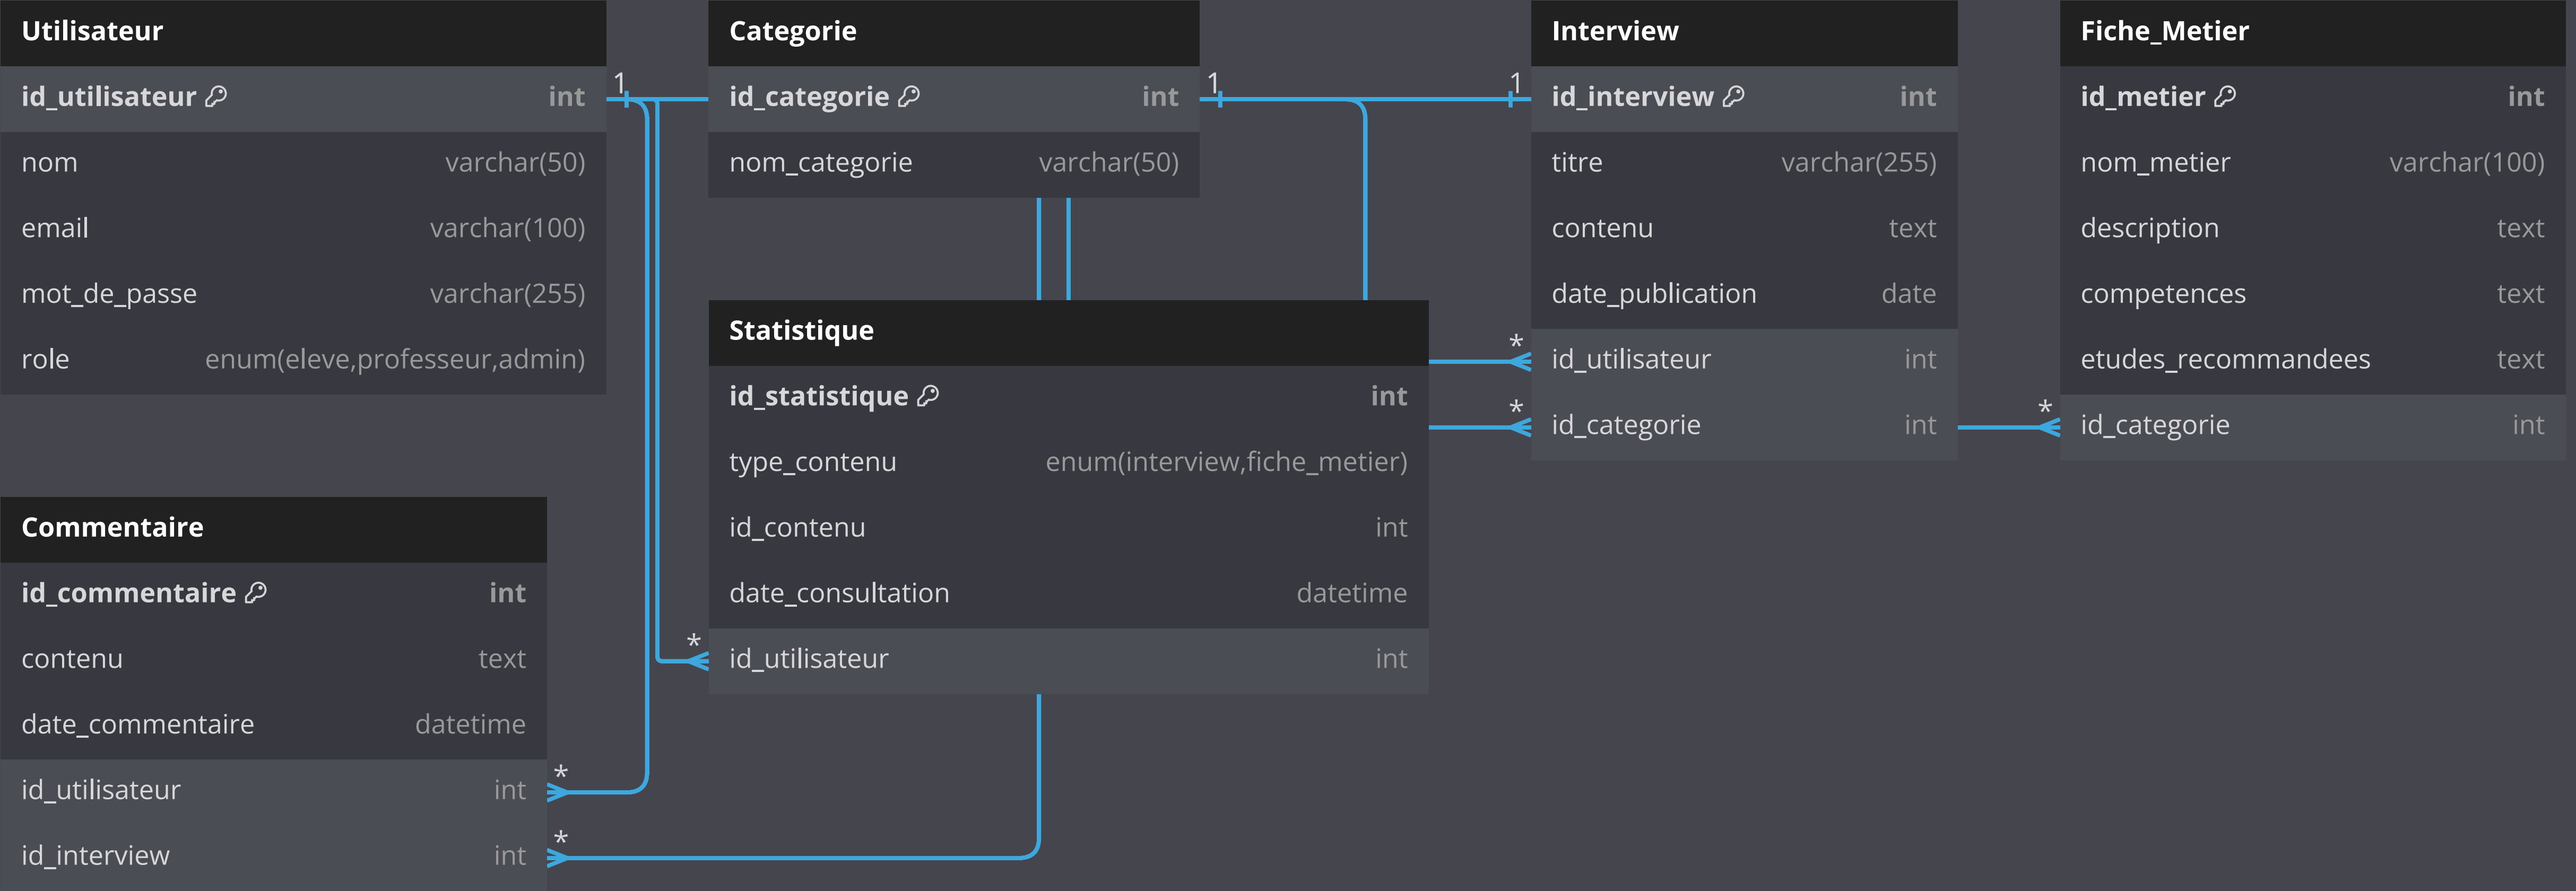 Utilisateur
id_utilisateur int
nom varchar(50)
email varchar(100)
mot_de_passe varchar(255)
role enum(eleve,professeur,admin)
1
Categorie
id_categorie int
nom_categorie varchar(50)
1
1
Interview
id_interview int
titre varchar(255)
contenu text
date_publication date
* id_utilisateur int
* id_categorie int
Fiche_Metier
id_metier int
nom_metier varchar(100)
description text
competences text
etudes_recommandees text
* id_categorie int
Statistique
id_statistique int
type_contenu enum(interview,fiche_metier)
id_contenu int
date_consultation datetime
* id_utilisateur int
Commentaire
id_commentaire int
contenu text
date_commentaire datetime
id_utilisateur int *
id_interview int *